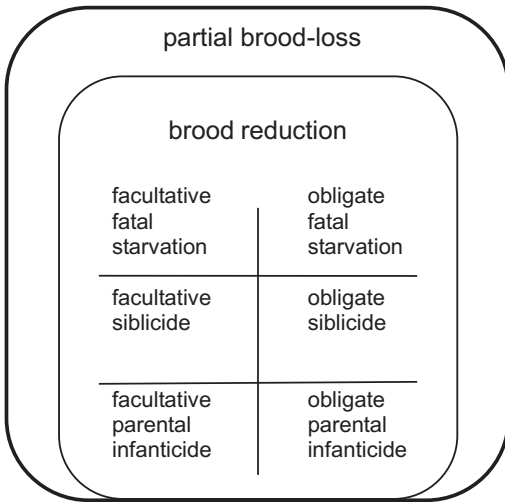 partial brood-loss
brood reduction
facultative
fatal
starvation
obligate
fatal
starvation
facultative
siblicide
obligate
siblicide
facultative
parental
infanticide
obligate
parental
infanticide